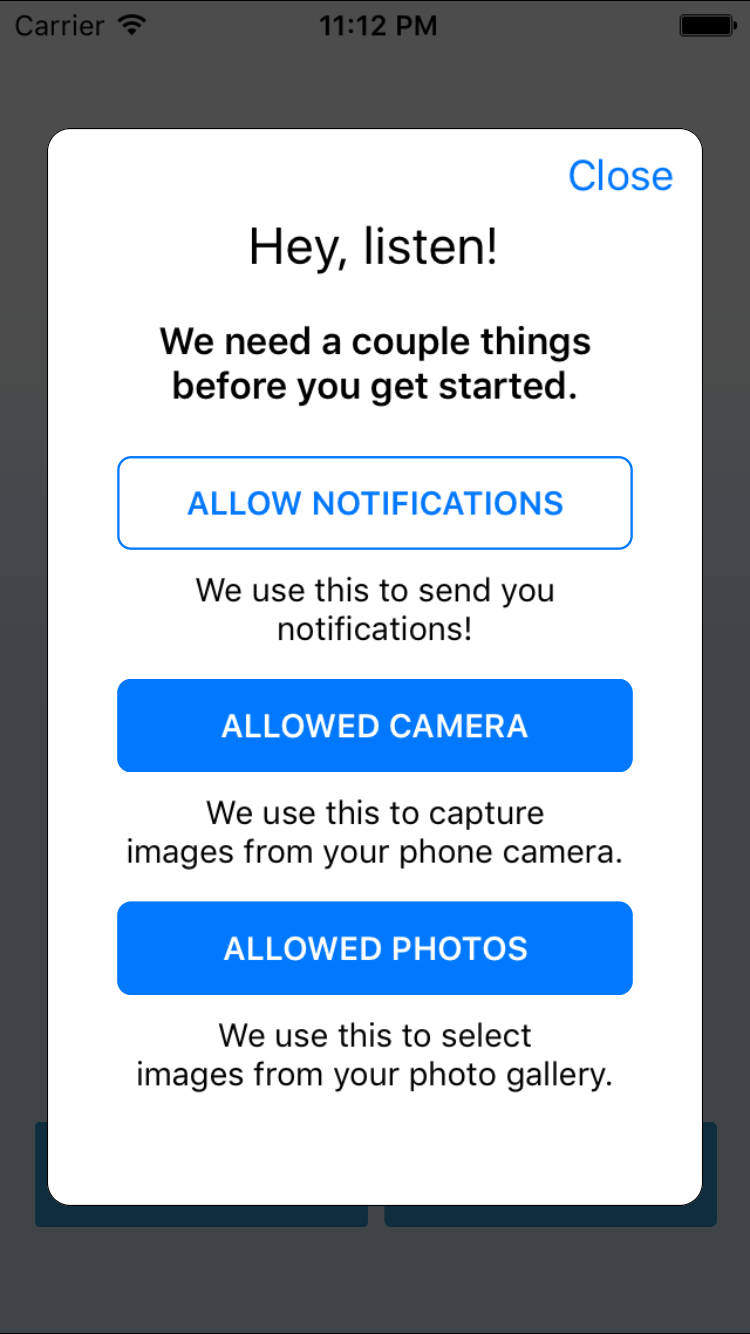 Carrier 11:12 PM
Close
Hey, listen!
We need a couple things
before you get started.
ALLOW NOTIFICATIONS
We use this to send you
notifications!
ALLOWED CAMERA
We use this to capture
images from your phone camera.
ALLOWED PHOTOS
We use this to select
images from your photo gallery.